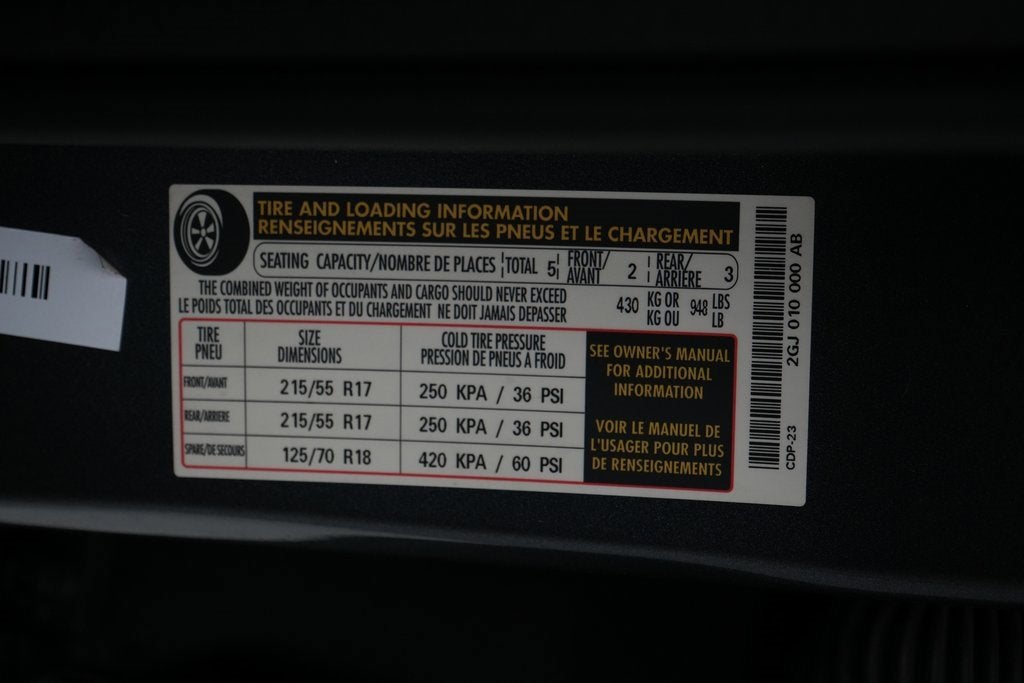 TIRE AND LOADING INFORMATION
RENSEIGNEMENTS SUR LES PNEUS ET LE CHARGEMENT
SEATING CAPACITY/NOMBRE DE PLACES TOTAL 5 FRONT/AVANT 2 REAR/ARRIÈRE 3
THE COMBINED WEIGHT OF OCCUPANTS AND CARGO SHOULD NEVER EXCEED 430 KG OR 948 LBS
LE POIDS TOTAL DES OCCUPANTS ET DU CHARGEMENT NE DOIT JAMAIS DEPASSER KG OU LB
TIRE PNEU SIZE DIMENSIONS COLD TIRE PRESSURE PRESSION DE PNEUS A FROID
FRONT/AVANT 215/55 R17 250 KPA / 36 PSI
REAR/ARRIERE 215/55 R17 250 KPA / 36 PSI
SPARE/DE SECOURS 125/70 R18 420 KPA / 60 PSI
SEE OWNER'S MANUAL
FOR ADDITIONAL
INFORMATION
VOIR LE MANUEL DE
L'USAGER POUR PLUS
DE RENSEIGNEMENTS
CDP-23 2GJ 010 000 AB